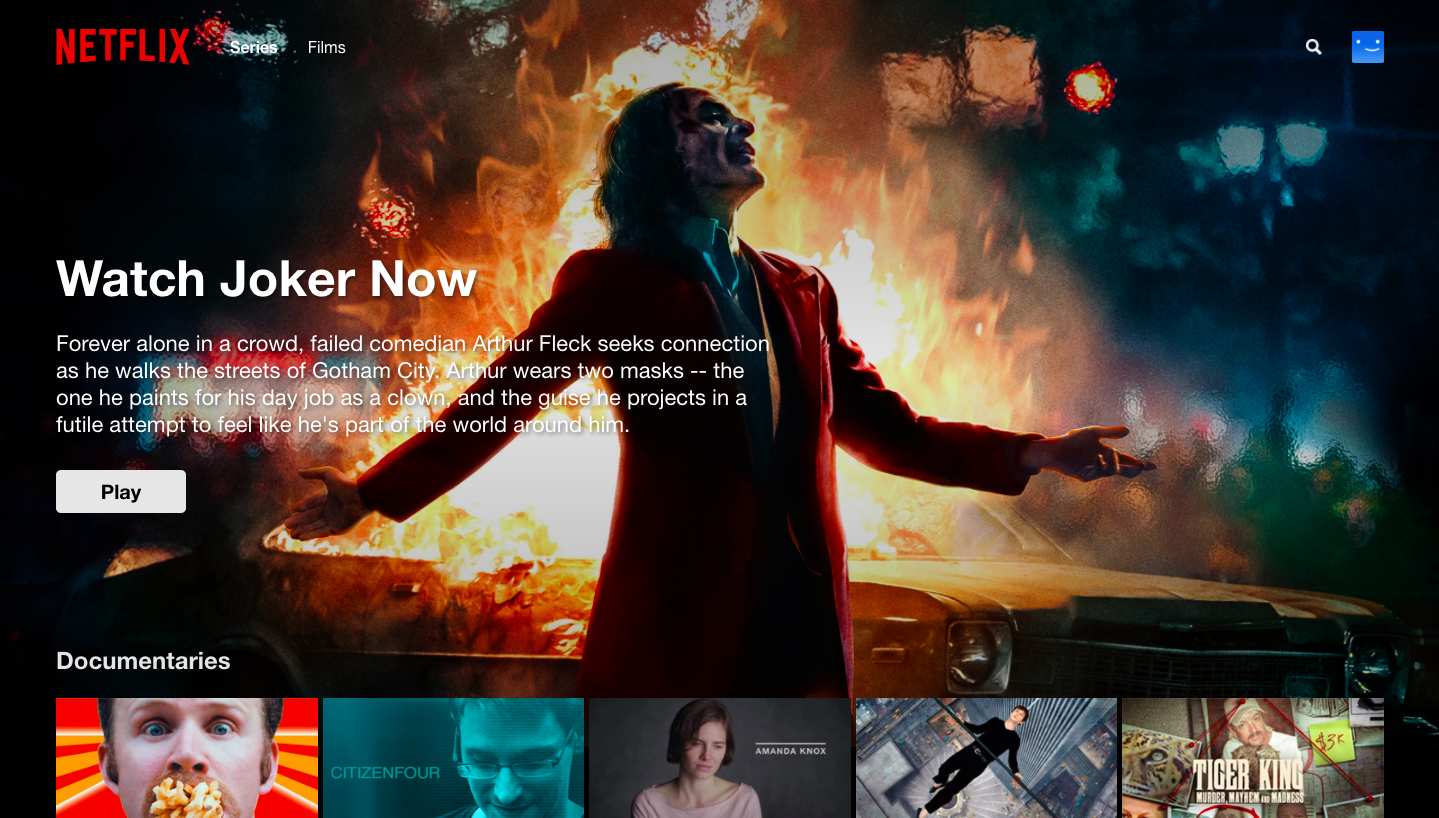 NETFLIX
Series
Films
Watch Joker Now
Forever alone in a crowd, failed comedian Arthur Fleck seeks connection
as he walks the streets of Gotham City. Arthur wears two masks -- the
one he paints for his day job as a clown, and the guise he projects in a
futile attempt to feel like he's part of the world around him.
Play
Documentaries
CITIZENFOUR
AMANDA KNOX
$3K
TIGER KING
MURDER, MAYHEM AND MADNESS